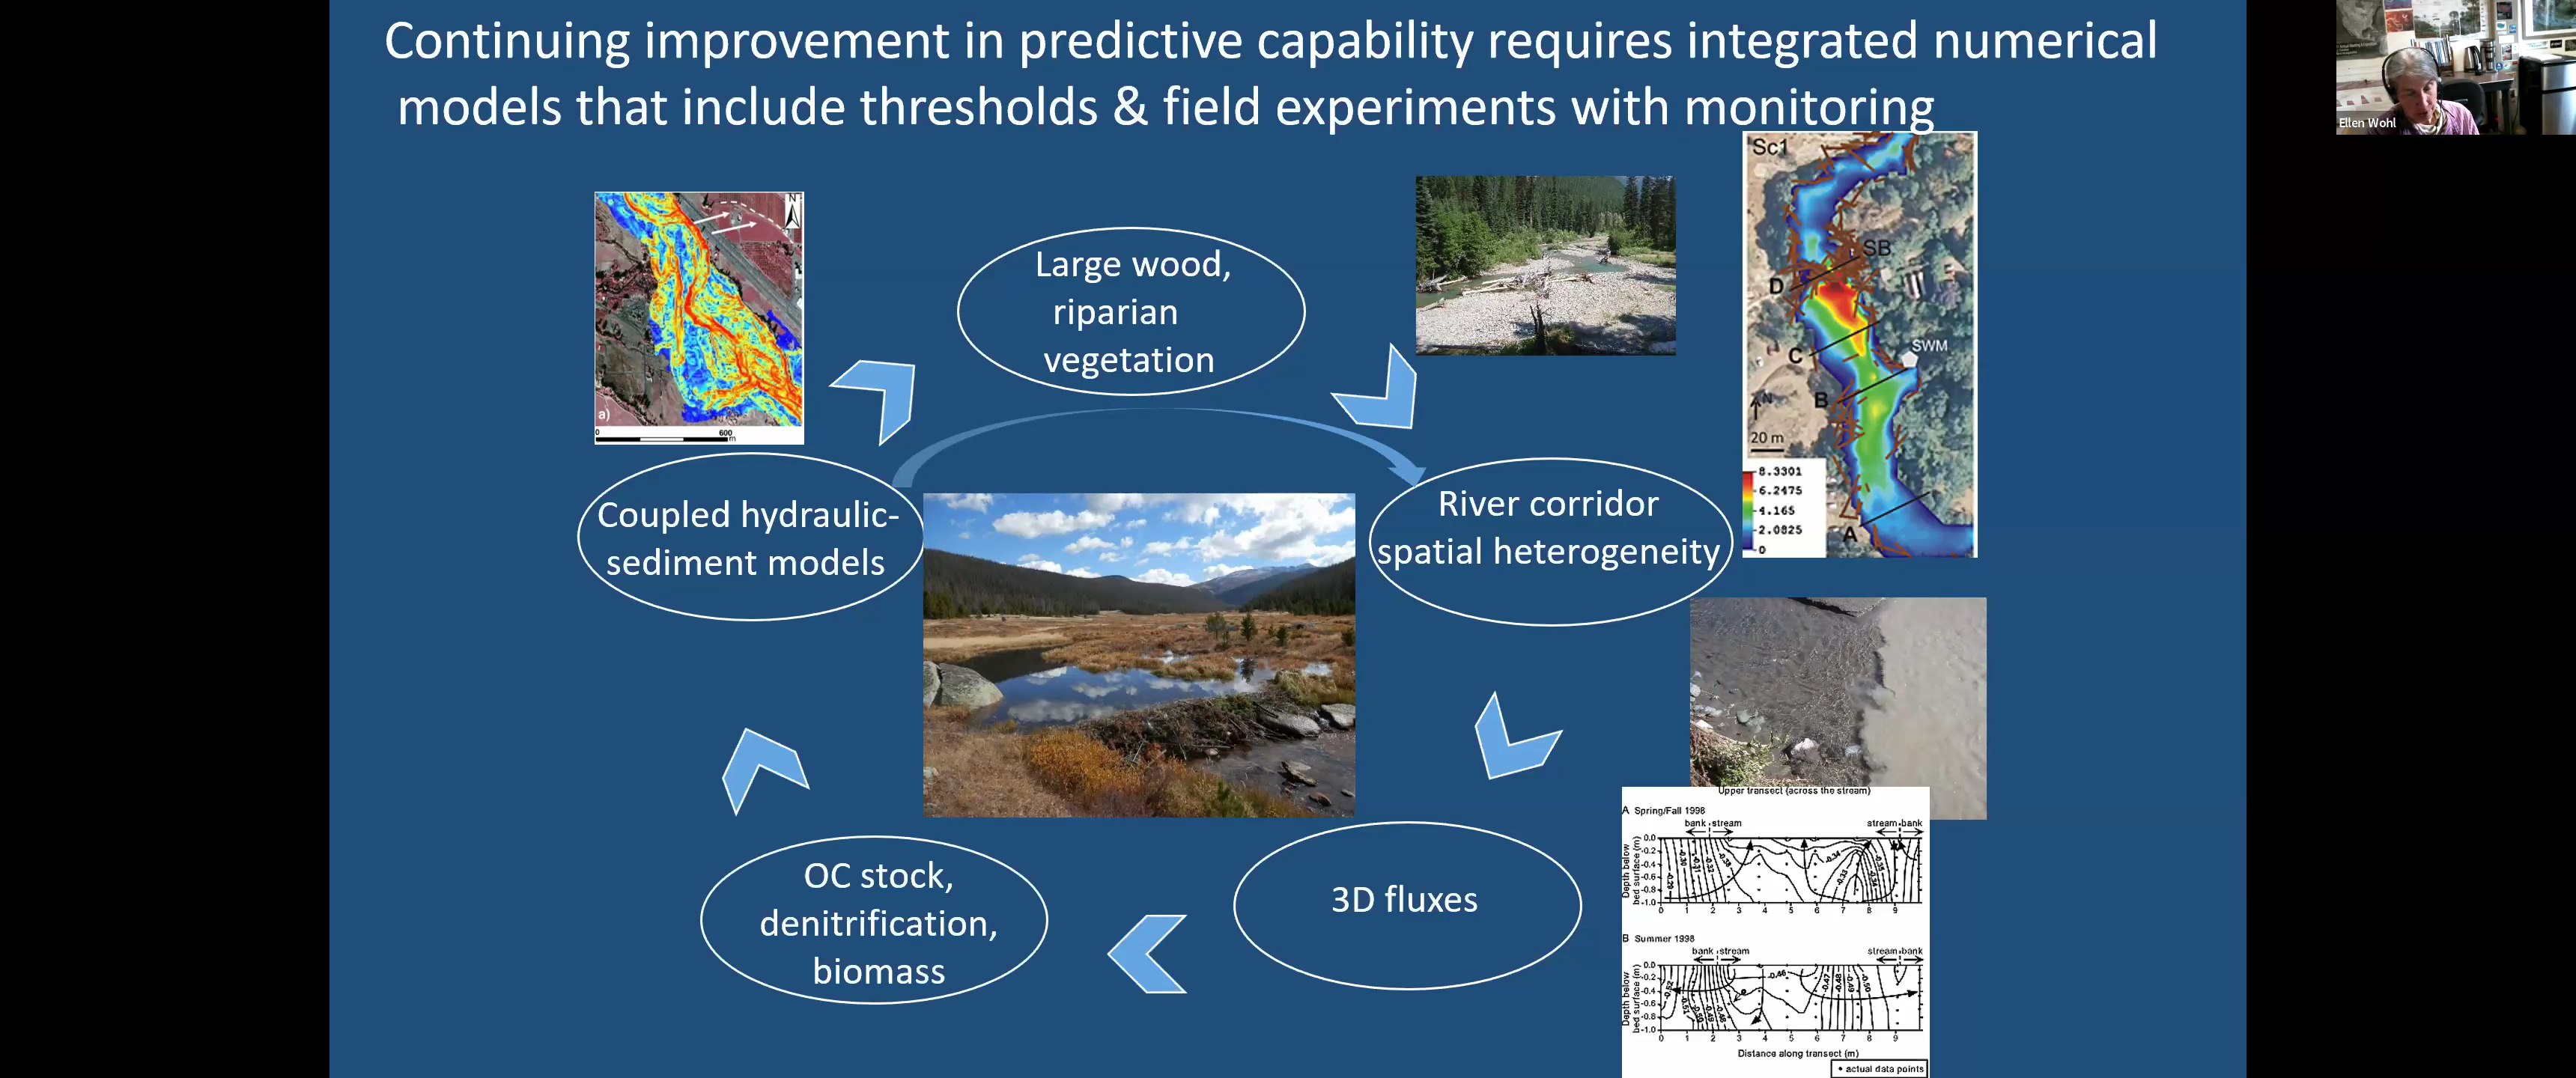 Continuing improvement in predictive capability requires integrated numerical
models that include thresholds & field experiments with monitoring
Ellen Wohl
N
a)
0
600
m
Large wood,
riparian
vegetation
Sc1
SB
D
C
SWM
B
N
20 m
8.3301
6.2475
4.165
2.0825
0
A
Coupled hydraulic-
sediment models
River corridor
spatial heterogeneity
OC stock,
denitrification,
biomass
3D fluxes
Upper transect (across the stream)
A Spring/Fall 1998
bank stream
stream bank
Depth below
bed surface (m)
0.0
-0.2
-0.4
-0.6
-0.8
-1.0
0 1 2 3 4 5 6 7 8 9
B Summer 1998
bank stream
stream bank
Depth below
bed surface (m)
0.0
-0.2
-0.4
-0.6
-0.8
-1.0
0 1 2 3 4 5 6 7 8 9
Distance along transect (m)
• actual data points